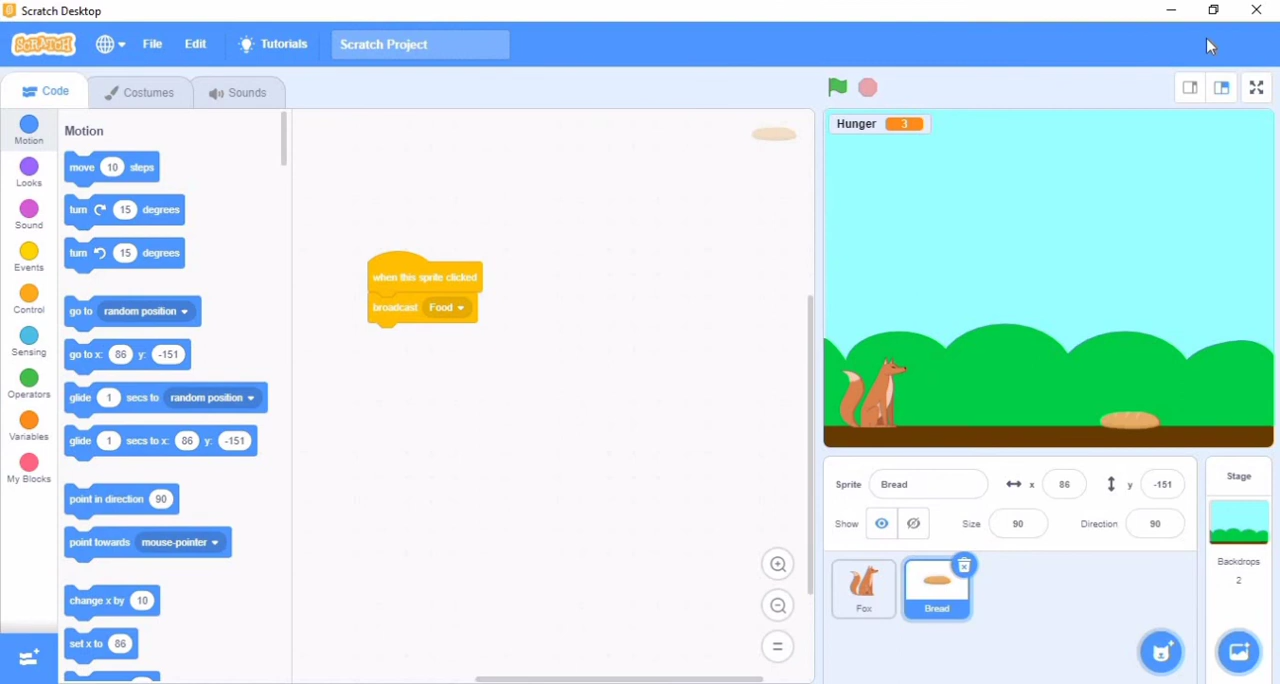 Scratch Desktop
SCRATCH File Edit Tutorials Scratch Project
Code Costumes Sounds
Motion
Looks
Sound
Events
Control
Sensing
Operators
Variables
My Blocks
Motion
move 10 steps
turn 15 degrees
turn 15 degrees
go to random position
go to x: 86 y: -151
glide 1 secs to random position
glide 1 secs to x: 86 y: -151
point in direction 90
point towards mouse-pointer
change x by 10
set x to 86
when this sprite clicked
broadcast Food
Hunger 3
Sprite Bread x 86 y -151
Show Size 90 Direction 90
Fox
Bread
Stage
Backdrops
2